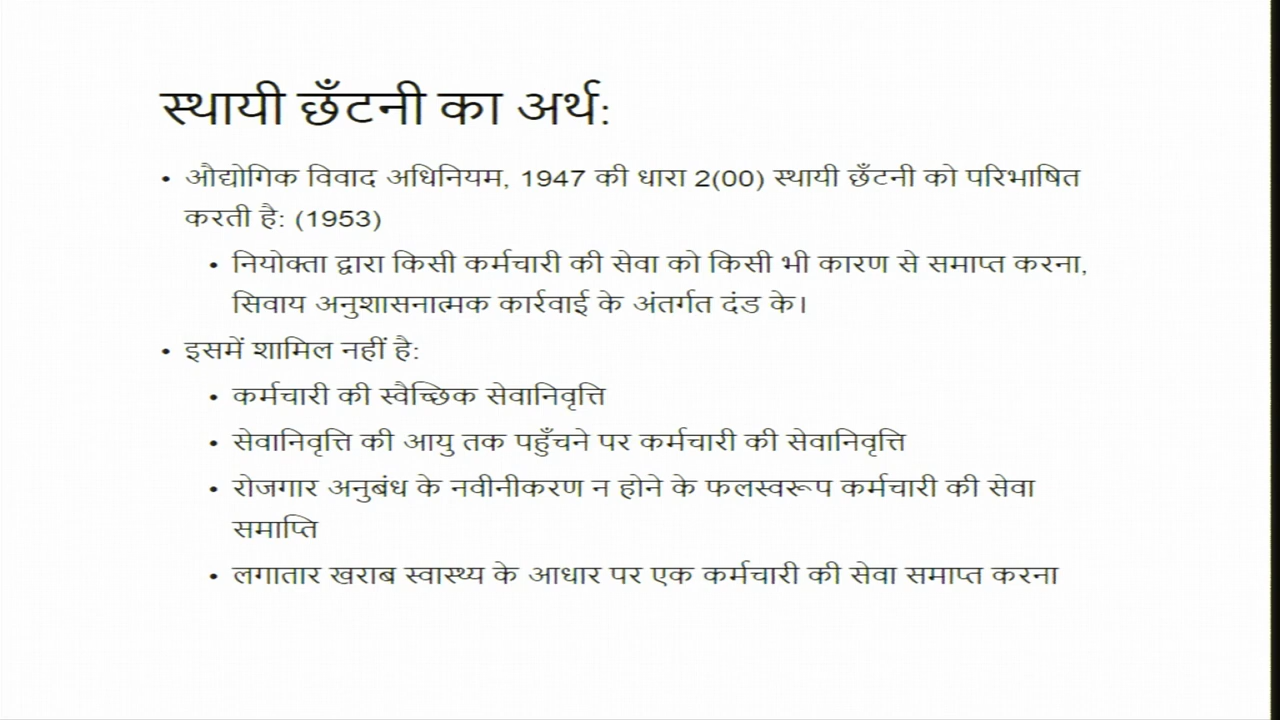 स्थायी छँटनी का अर्थ:
• औद्योगिक विवाद अधिनियम, 1947 की धारा 2(00) स्थायी छँटनी को परिभाषित
करती है: (1953)
• नियोक्ता द्वारा किसी कर्मचारी की सेवा को किसी भी कारण से समाप्त करना,
सिवाय अनुशासनात्मक कार्रवाई के अंतर्गत दंड के।
• इसमें शामिल नहीं है:
• कर्मचारी की स्वैच्छिक सेवानिवृत्ति
• सेवानिवृत्ति की आयु तक पहुँचने पर कर्मचारी की सेवानिवृत्ति
• रोजगार अनुबंध के नवीनीकरण न होने के फलस्वरूप कर्मचारी की सेवा
समाप्ति
• लगातार खराब स्वास्थ्य के आधार पर एक कर्मचारी की सेवा समाप्त करना